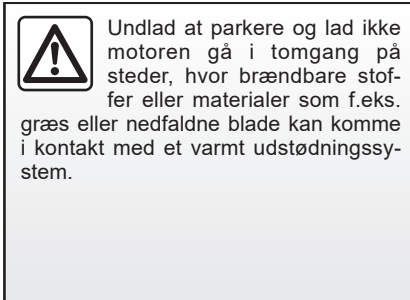 Undlad at parkere og lad ikke
motoren gå i tomgang på
steder, hvor brændbare stof-
fer eller materialer som f.eks.
græs eller nedfaldne blade kan komme
i kontakt med et varmt udstødningssy-
stem.